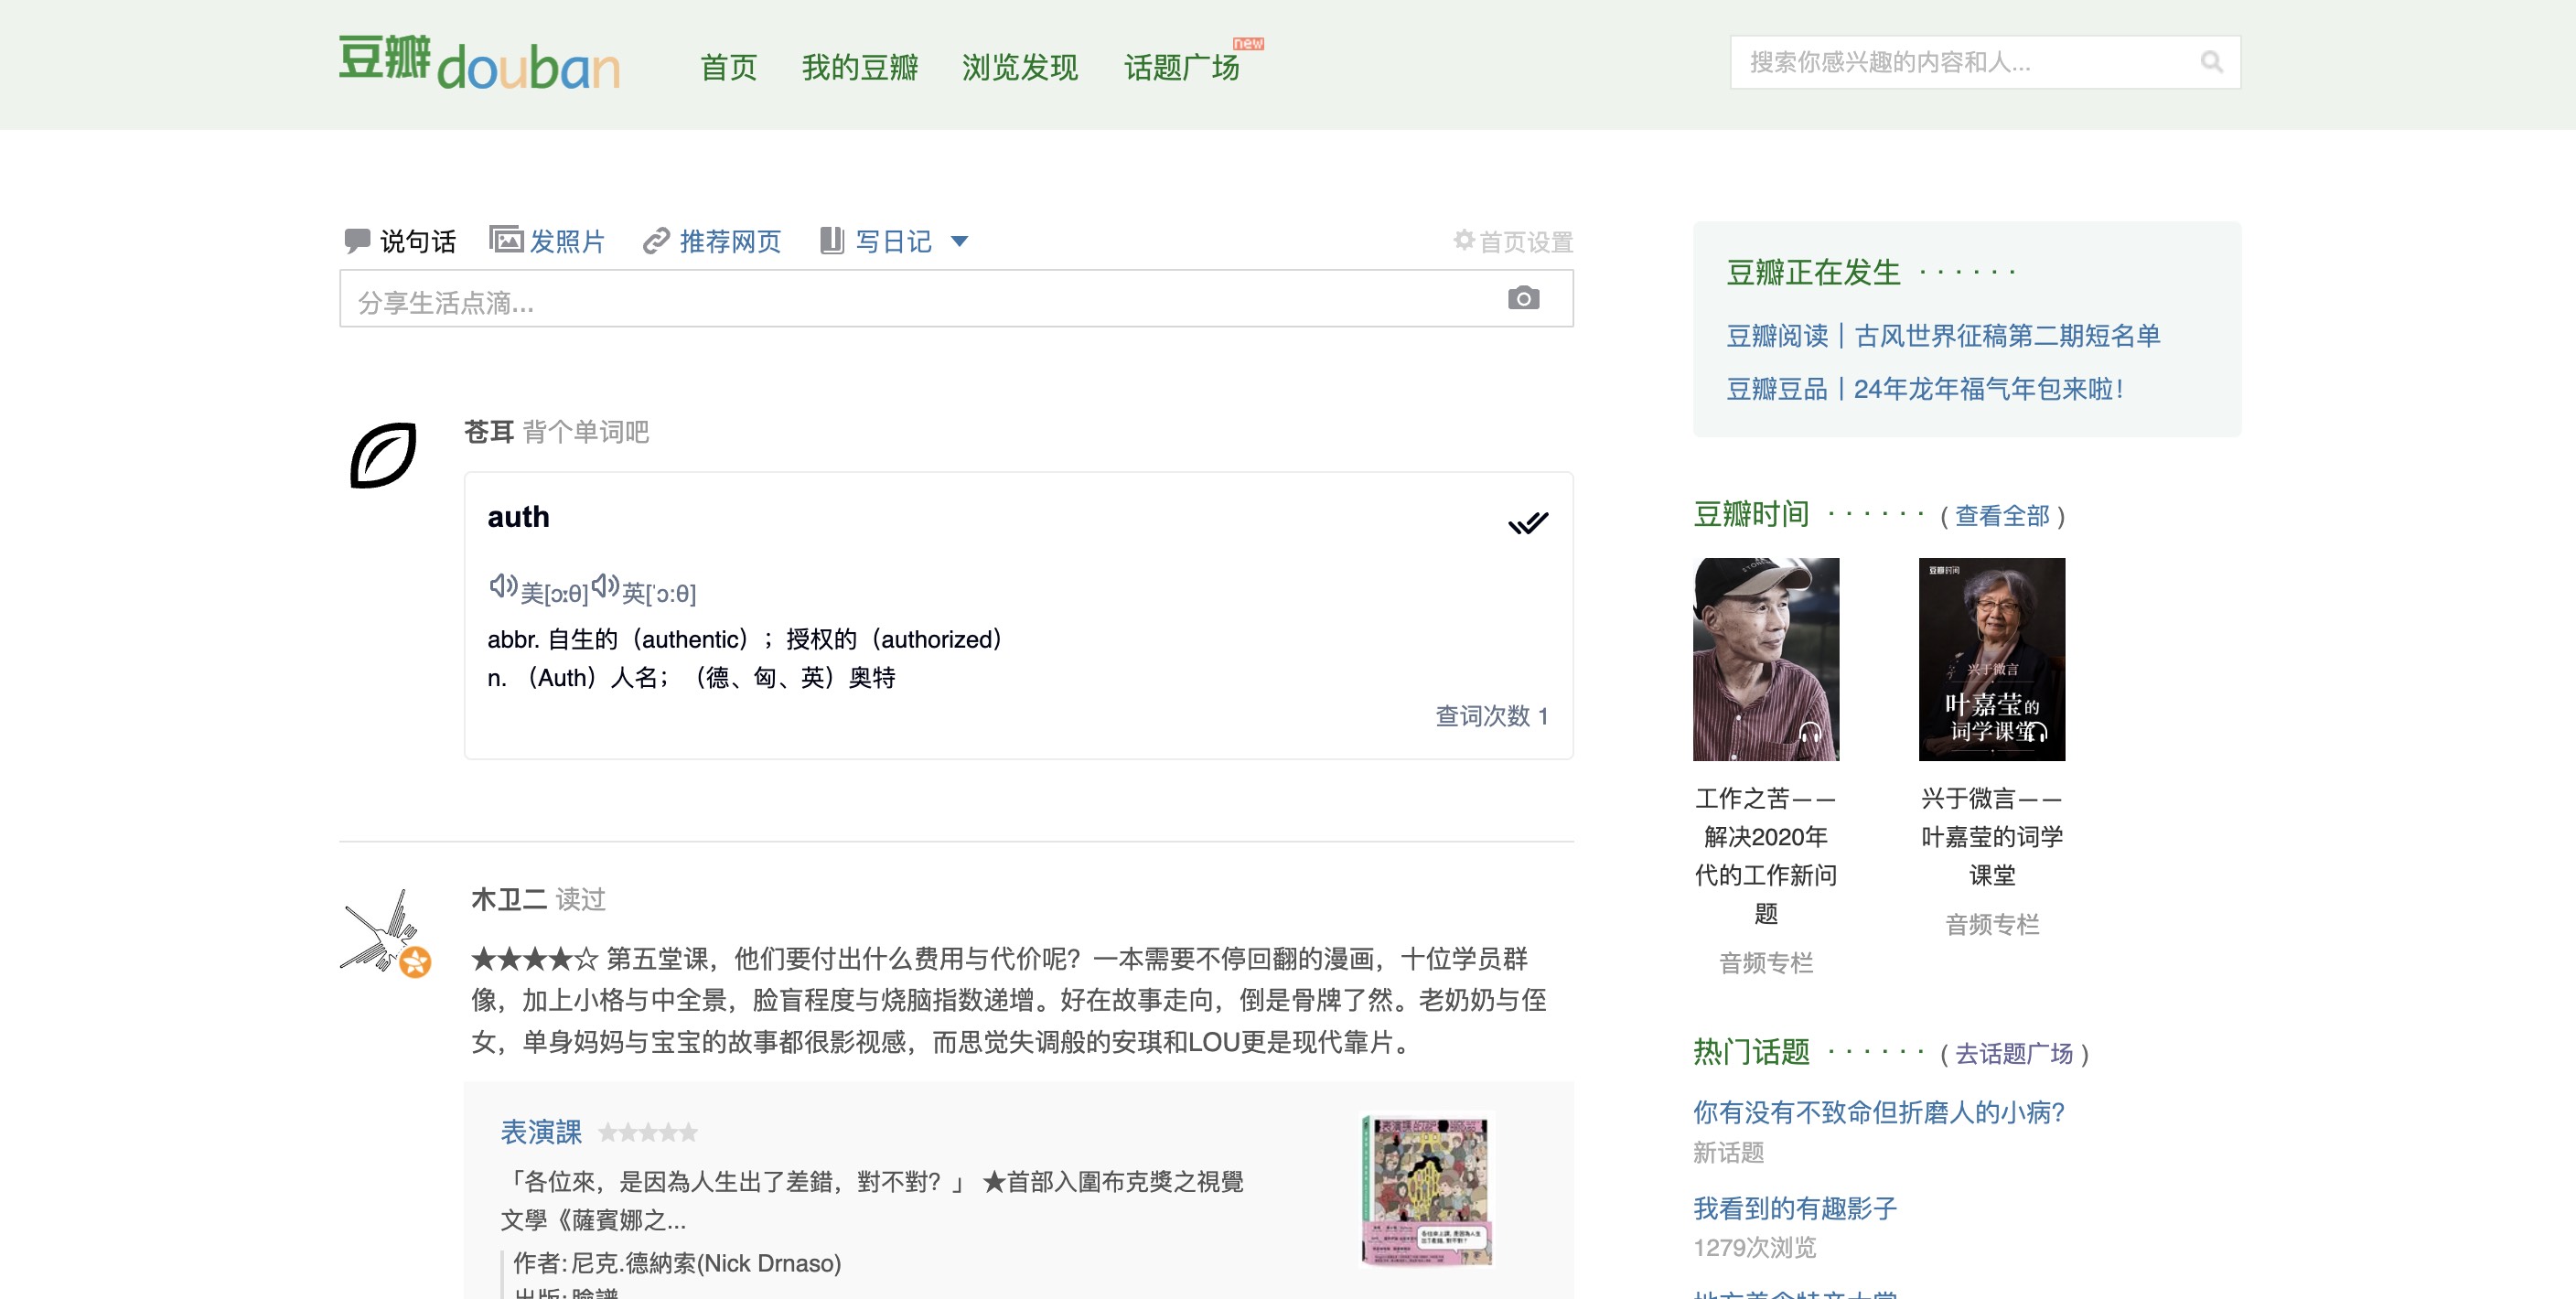 豆瓣douban
首页 我的豆瓣 浏览发现 话题广场 new
搜索你感兴趣的内容和人...
说句话 发照片 推荐网页 写日记
首页设置
分享生活点滴...
苍耳 背个单词吧
auth
美[ɔːθ] 英['ɔːθ]
abbr. 自生的（authentic）；授权的（authorized）
n. （Auth）人名；（德、匈、英）奥特
查词次数 1
木卫二 读过
★★★★☆ 第五堂课，他们要付出什么费用与代价呢？一本需要不停回翻的漫画，十位学员群
像，加上小格与中全景，脸盲程度与烧脑指数递增。好在故事走向，倒是骨牌了然。老奶奶与侄
女，单身妈妈与宝宝的故事都很影视感，而思觉失调般的安琪和LOU更是现代靠片。
表演課
「各位來，是因為人生出了差錯，對不對？」 ★首部入圍布克獎之視覺
文學《薩賓娜之...
作者: 尼克.德納索(Nick Drnaso)
出版: 臉譜
豆瓣正在发生 · · · · · ·
豆瓣阅读｜古风世界征稿第二期短名单
豆瓣豆品｜24年龙年福气年包来啦！
豆瓣时间 · · · · · · ( 查看全部 )
豆瓣时间
兴于微言
叶嘉莹的
词学课堂
工作之苦——
解决2020年
代的工作新问
题
音频专栏
兴于微言——
叶嘉莹的词学
课堂
音频专栏
热门话题 · · · · · · ( 去话题广场 )
你有没有不致命但折磨人的小病?
新话题
我看到的有趣影子
1279次浏览